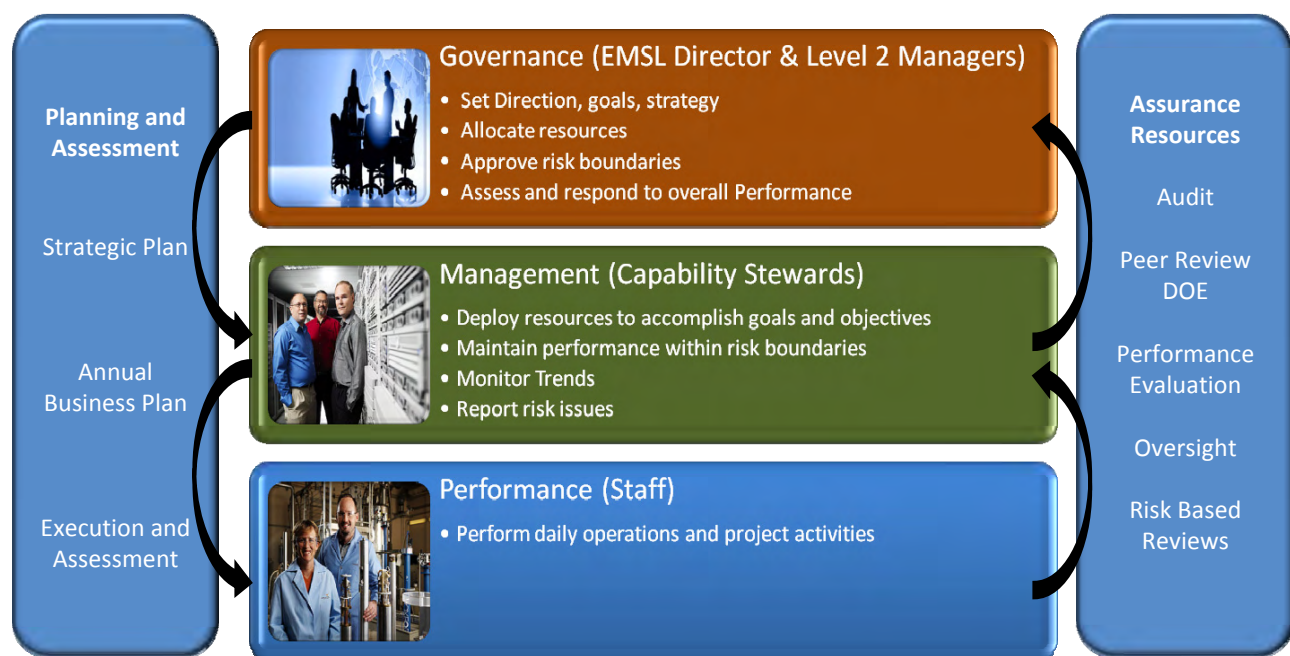 Planning and
Assessment
Strategic Plan
Annual
Business Plan
Execution and
Assessment
Governance (EMSL Director & Level 2 Managers)
• Set Direction, goals, strategy
• Allocate resources
• Approve risk boundaries
• Assess and respond to overall Performance
Management (Capability Stewards)
• Deploy resources to accomplish goals and objectives
• Maintain performance within risk boundaries
• Monitor Trends
• Report risk issues
Performance (Staff)
• Perform daily operations and project activities
Assurance
Resources
Audit
Peer Review
DOE
Performance
Evaluation
Oversight
Risk Based
Reviews